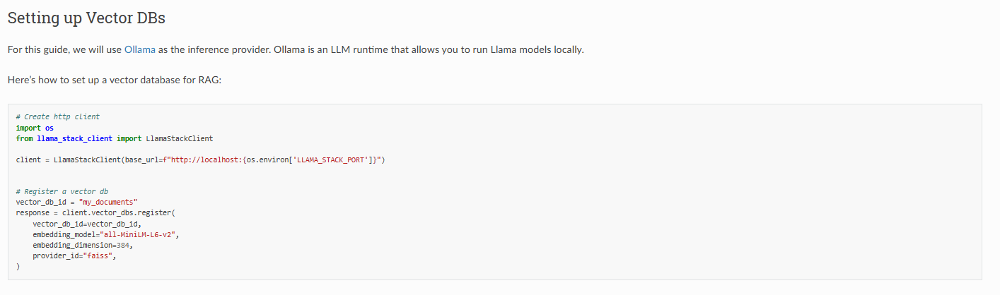 Setting up Vector DBs
For this guide, we will use Ollama as the inference provider. Ollama is an LLM runtime that allows you to run Llama models locally.
Here’s how to set up a vector database for RAG:
# Create http client
import os
from llama_stack_client import LlamaStackClient
client = LlamaStackClient(base_url=f"http://localhost:{os.environ['LLAMA_STACK_PORT']}")
# Register a vector db
vector_db_id = "my_documents"
response = client.vector_dbs.register(
    vector_db_id=vector_db_id,
    embedding_model="all-MiniLM-L6-v2",
    embedding_dimension=384,
    provider_id="faiss",
)